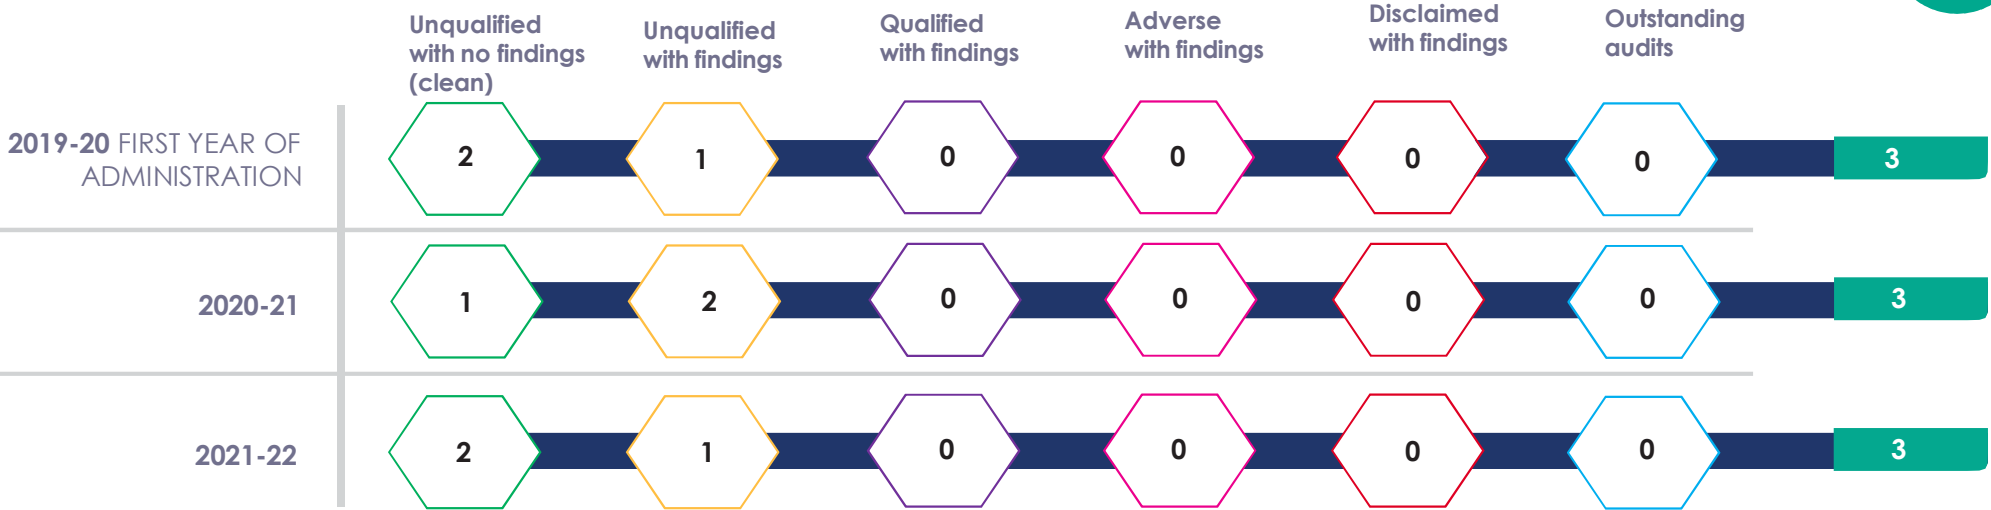 Unqualified
with no findings
(clean)
Unqualified
with findings
Qualified
with findings
Adverse
with findings
Disclaimed
with findings
Outstanding
audits
2019-20 FIRST YEAR OF
ADMINISTRATION
2 1 0 0 0 0 3
2020-21 1 2 0 0 0 0 3
2021-22 2 1 0 0 0 0 3